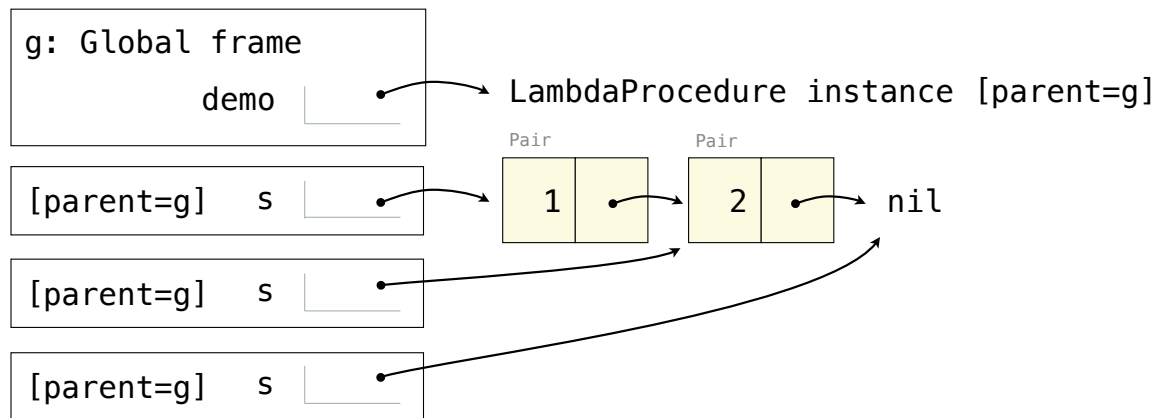 g: Global frame
demo
LambdaProcedure instance [parent=g]
Pair
Pair
[parent=g] s
1
2
nil
[parent=g] s
[parent=g] s